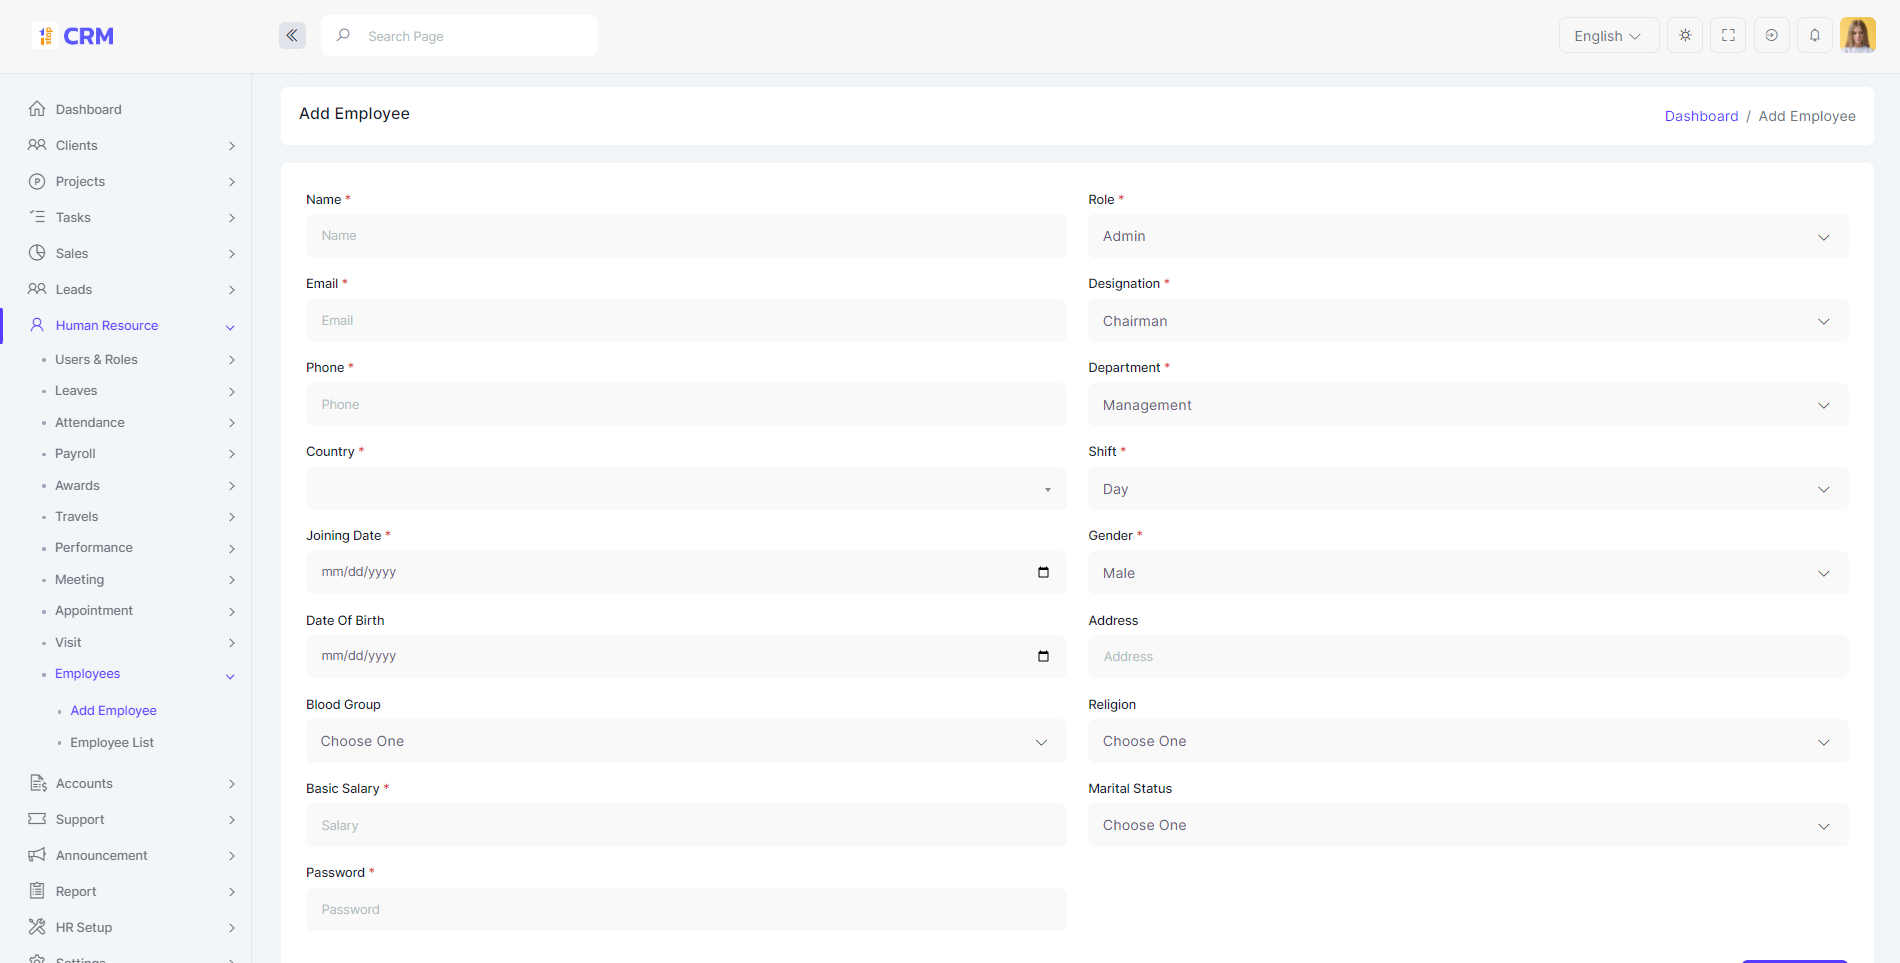 1 stop CRM
Search Page
English
Dashboard
Clients
Projects
Tasks
Sales
Leads
Human Resource
Users & Roles
Leaves
Attendance
Payroll
Awards
Travels
Performance
Meeting
Appointment
Visit
Employees
Add Employee
Employee List
Accounts
Support
Announcement
Report
HR Setup
Settings
Add Employee
Dashboard / Add Employee
Name *
Name
Role *
Admin
Email *
Email
Designation *
Chairman
Phone *
Phone
Department *
Management
Country *
Shift *
Day
Joining Date *
mm/dd/yyyy
Gender *
Male
Date Of Birth
mm/dd/yyyy
Address
Address
Blood Group
Choose One
Religion
Choose One
Basic Salary *
Salary
Marital Status
Choose One
Password *
Password